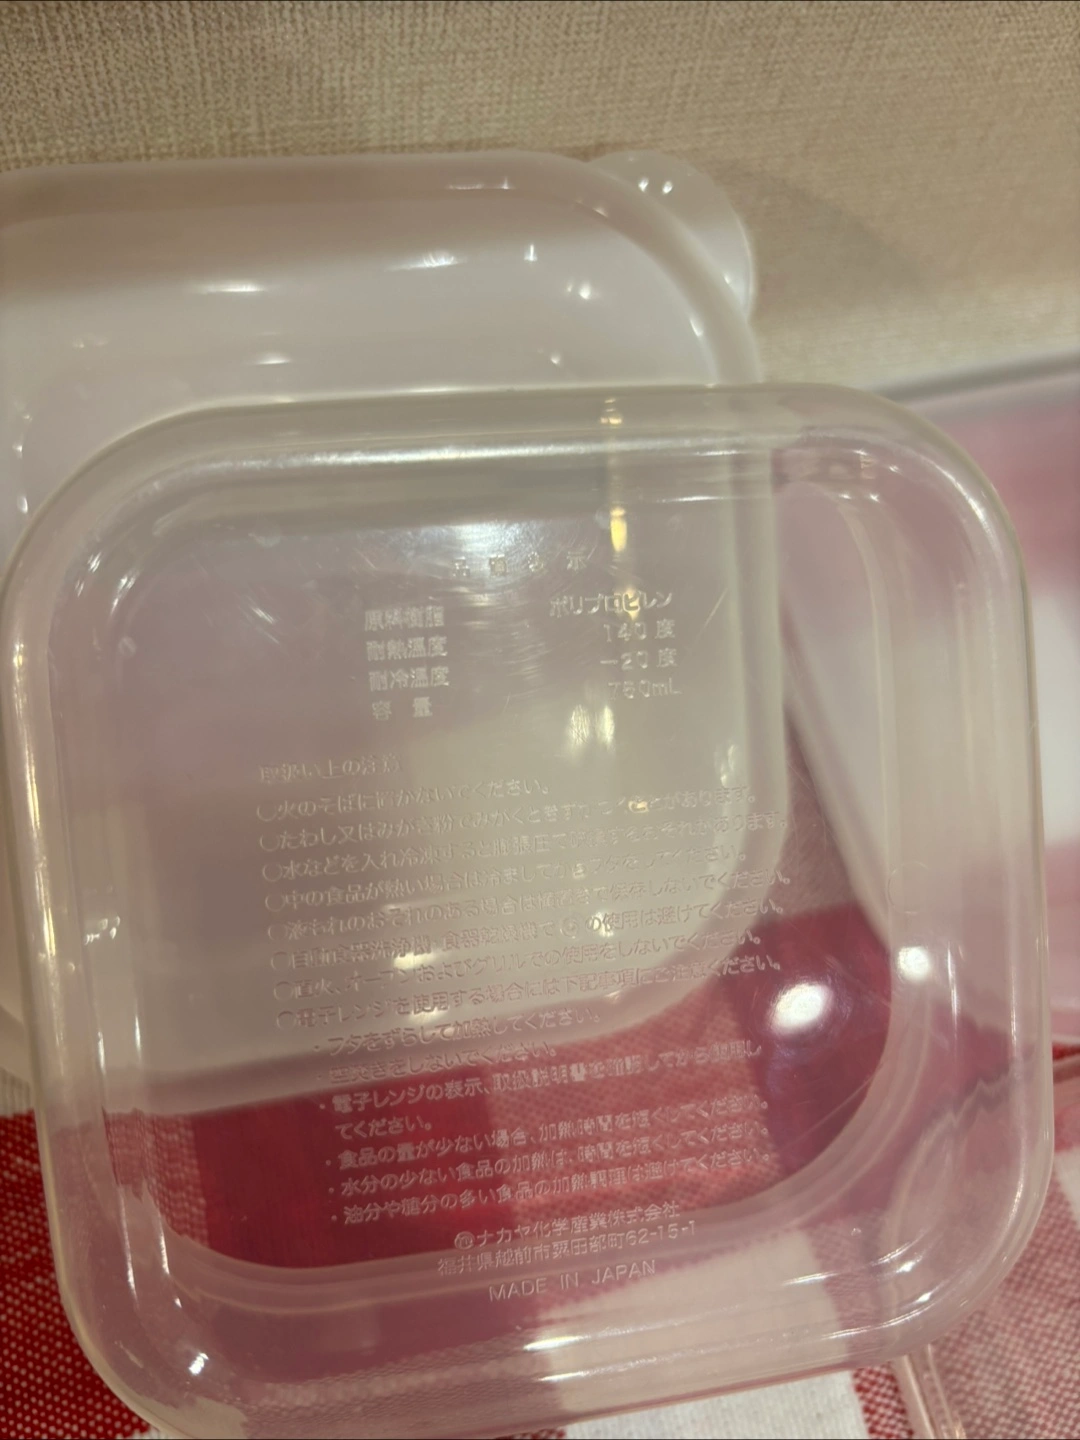 品質表示
原料樹脂 ポリプロピレン
耐熱温度 140度
耐冷温度 -20度
容量 760mL
取扱い上の注意
○火のそばに置かないでください。
○たわし又はみがき粉でみがくときずがつくことがあります。
○水などを入れ冷凍すると膨張圧で破損するおそれがあります。
○中の食品が熱い場合は冷ましてからフタをしてください。
○液もれのおそれのある場合は横置きで保存しないでください。
○自動食器洗浄機・食器乾燥機での使用は避けてください。
○直火、オーブンおよびグリルでの使用をしないでください。
○電子レンジを使用する場合には下記事項にご注意ください。
・フタをずらして加熱してください。
・空炊きをしないでください。
・電子レンジの表示、取扱説明書を確認してから使用し
てください。
・食品の量が少ない場合、加熱時間を短くしてください。
・水分の少ない食品の加熱は、時間を短くしてください。
・油分や糖分の多い食品の加熱調理は避けてください。
ナカヤ化学産業株式会社
福井県越前市粟田部町62-15-1
MADE IN JAPAN